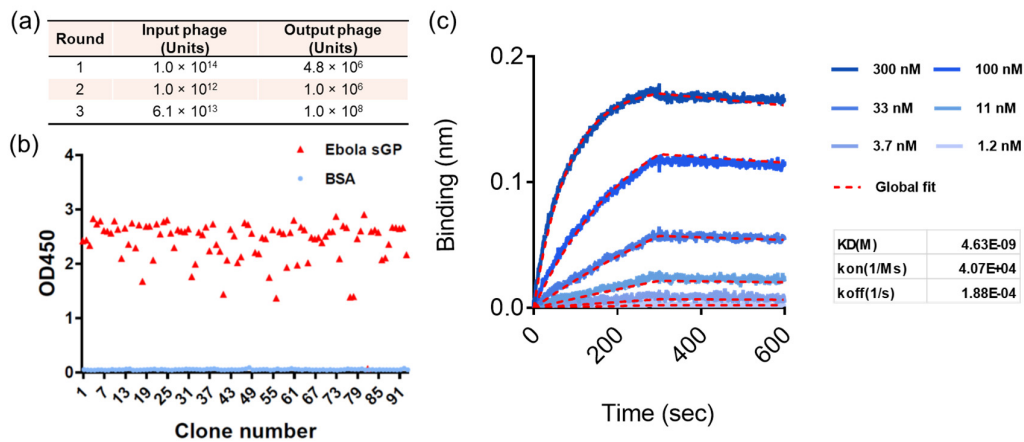 (a)
Round Input phage (Units) Output phage (Units)
1 1.0 × 10¹⁴ 4.8 × 10⁶
2 1.0 × 10¹² 1.0 × 10⁶
3 6.1 × 10¹³ 1.0 × 10⁸
(b)
4
3
2
1
0
OD450
Ebola sGP
BSA
1 7 13 19 25 31 37 43 49 55 61 67 73 79 85 91
Clone number
(c)
0.2
0.1
0.0
Binding (nm)
0 200 400 600
Time (sec)
300 nM 100 nM
33 nM 11 nM
3.7 nM 1.2 nM
Global fit
KD(M) 4.63E-09
kon(1/Ms) 4.07E+04
koff(1/s) 1.88E-04